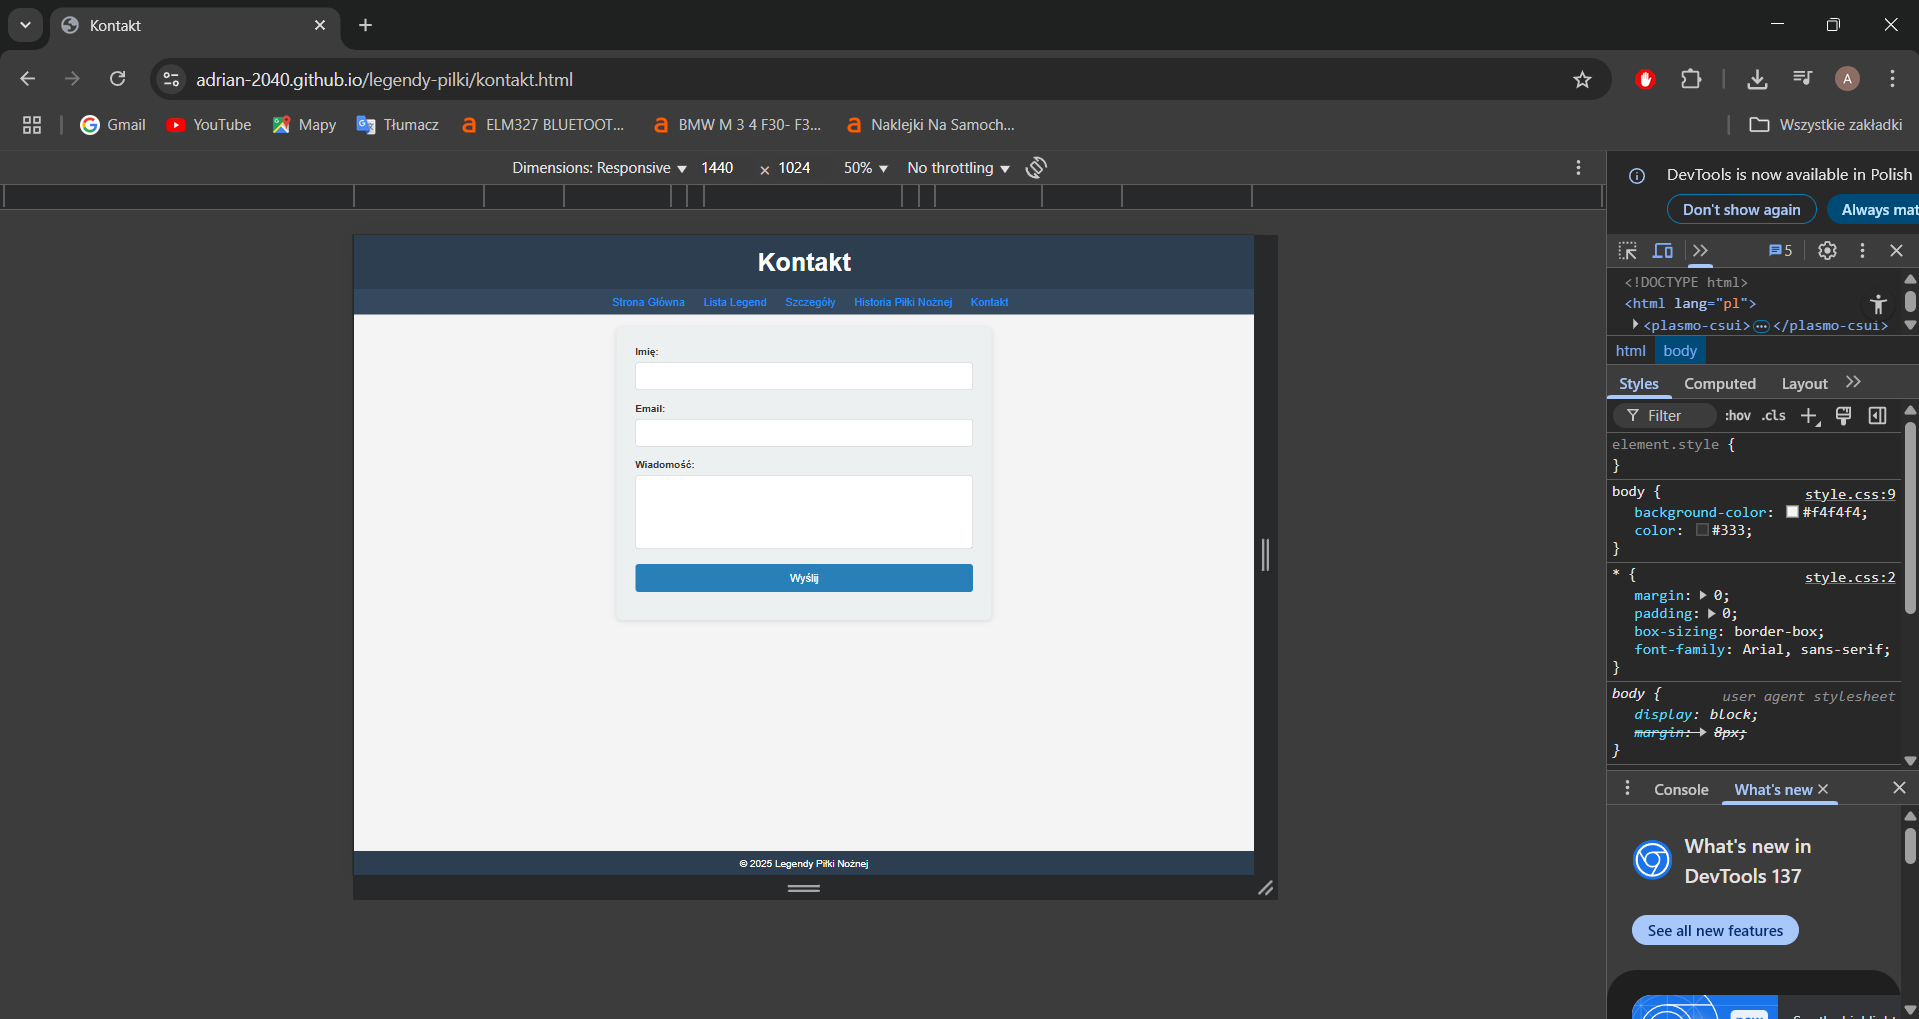 Kontakt
adrian-2040.github.io/legendy-pilki/kontakt.html
A
Gmail YouTube Mapy Tłumacz ELM327 BLUETOOT... BMW M 3 4 F30- F3... Naklejki Na Samoch... Wszystkie zakładki
Dimensions: Responsive 1440 × 1024 50% No throttling
Kontakt
Strona Główna Lista Legend Szczegóły Historia Piłki Nożnej Kontakt
Imię:
Email:
Wiadomość:
Wyślij
© 2025 Legendy Piłki Nożnej
DevTools is now available in Polish
Don't show again Always mat
5
<!DOCTYPE html>
<html lang="pl">
<plasmo-csui> … </plasmo-csui>
html body
Styles Computed Layout
Filter :hov .cls
element.style {
}
body { style.css:9
background-color: #f4f4f4;
color: #333;
}
* { style.css:2
margin: 0;
padding: 0;
box-sizing: border-box;
font-family: Arial, sans-serif;
}
body { user agent stylesheet
display: block;
margin: 8px;
}
Console What's new
What's new in
DevTools 137
See all new features
new